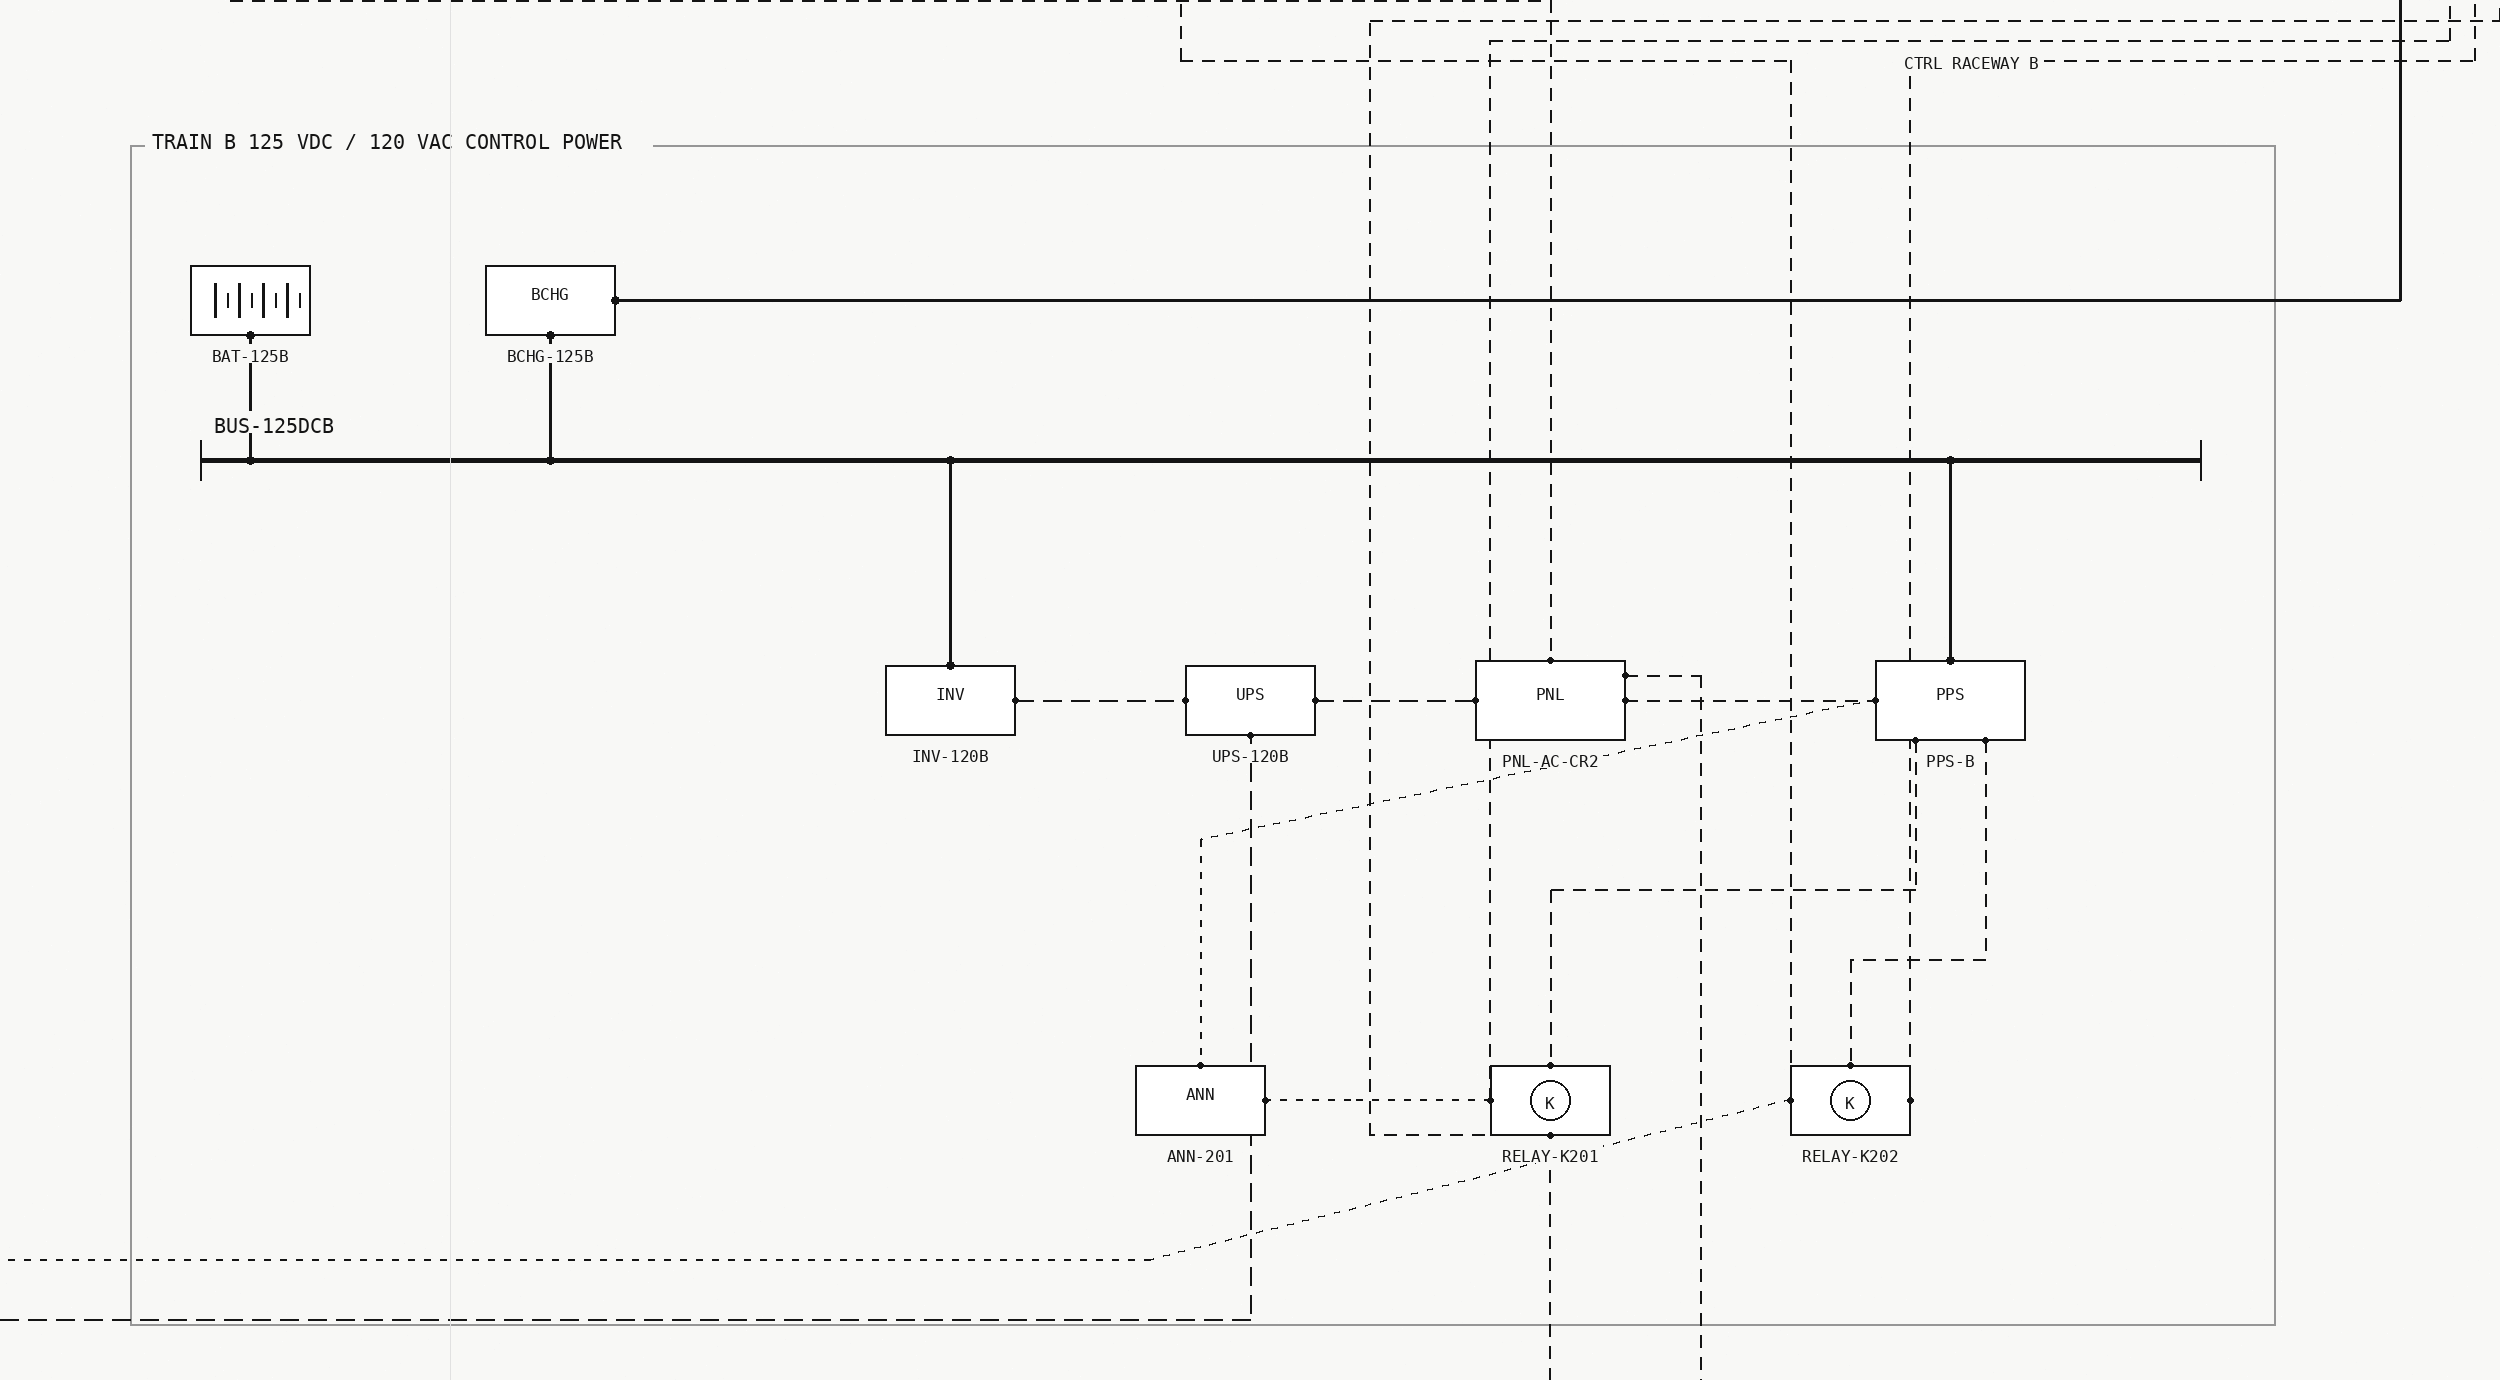 CTRL RACEWAY B
TRAIN B 125 VDC / 120 VAC CONTROL POWER
BCHG
BAT-125B
BCHG-125B
BUS-125DCB
INV
UPS
PNL
PPS
INV-120B
UPS-120B
PNL-AC-CR2
PPS-B
ANN
K
K
ANN-201
RELAY-K201
RELAY-K202